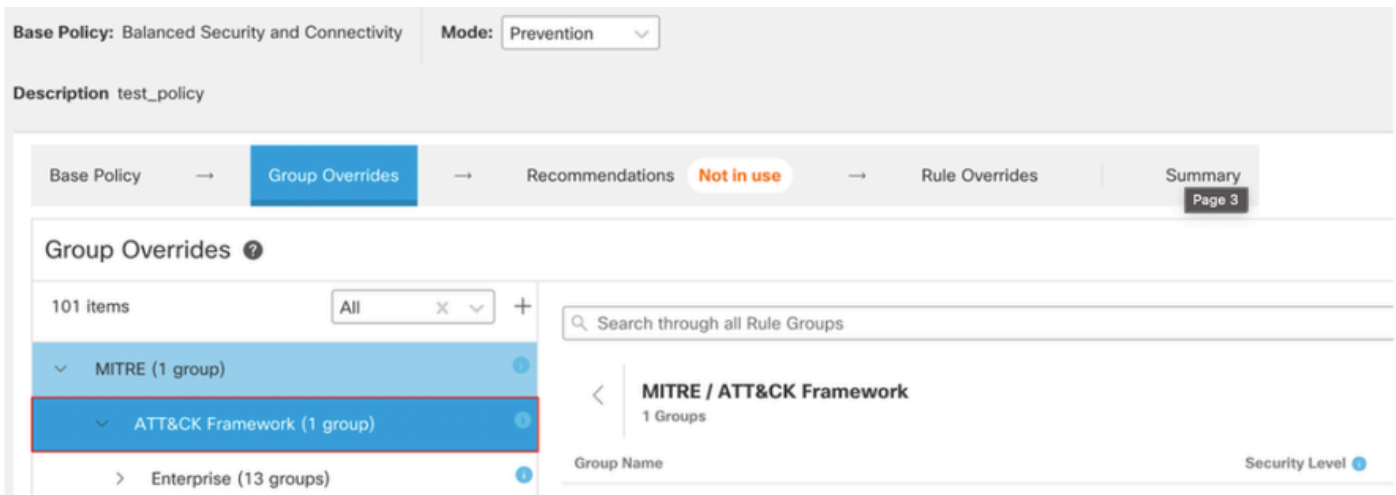 Base Policy: Balanced Security and Connectivity Mode: Prevention
Description test_policy
Base Policy → Group Overrides → Recommendations Not in use → Rule Overrides Summary
Page 3
Group Overrides ?
101 items All × +
Search through all Rule Groups
MITRE (1 group)
MITRE / ATT&CK Framework
ATT&CK Framework (1 group)
1 Groups
Group Name Security Level
Enterprise (13 groups)